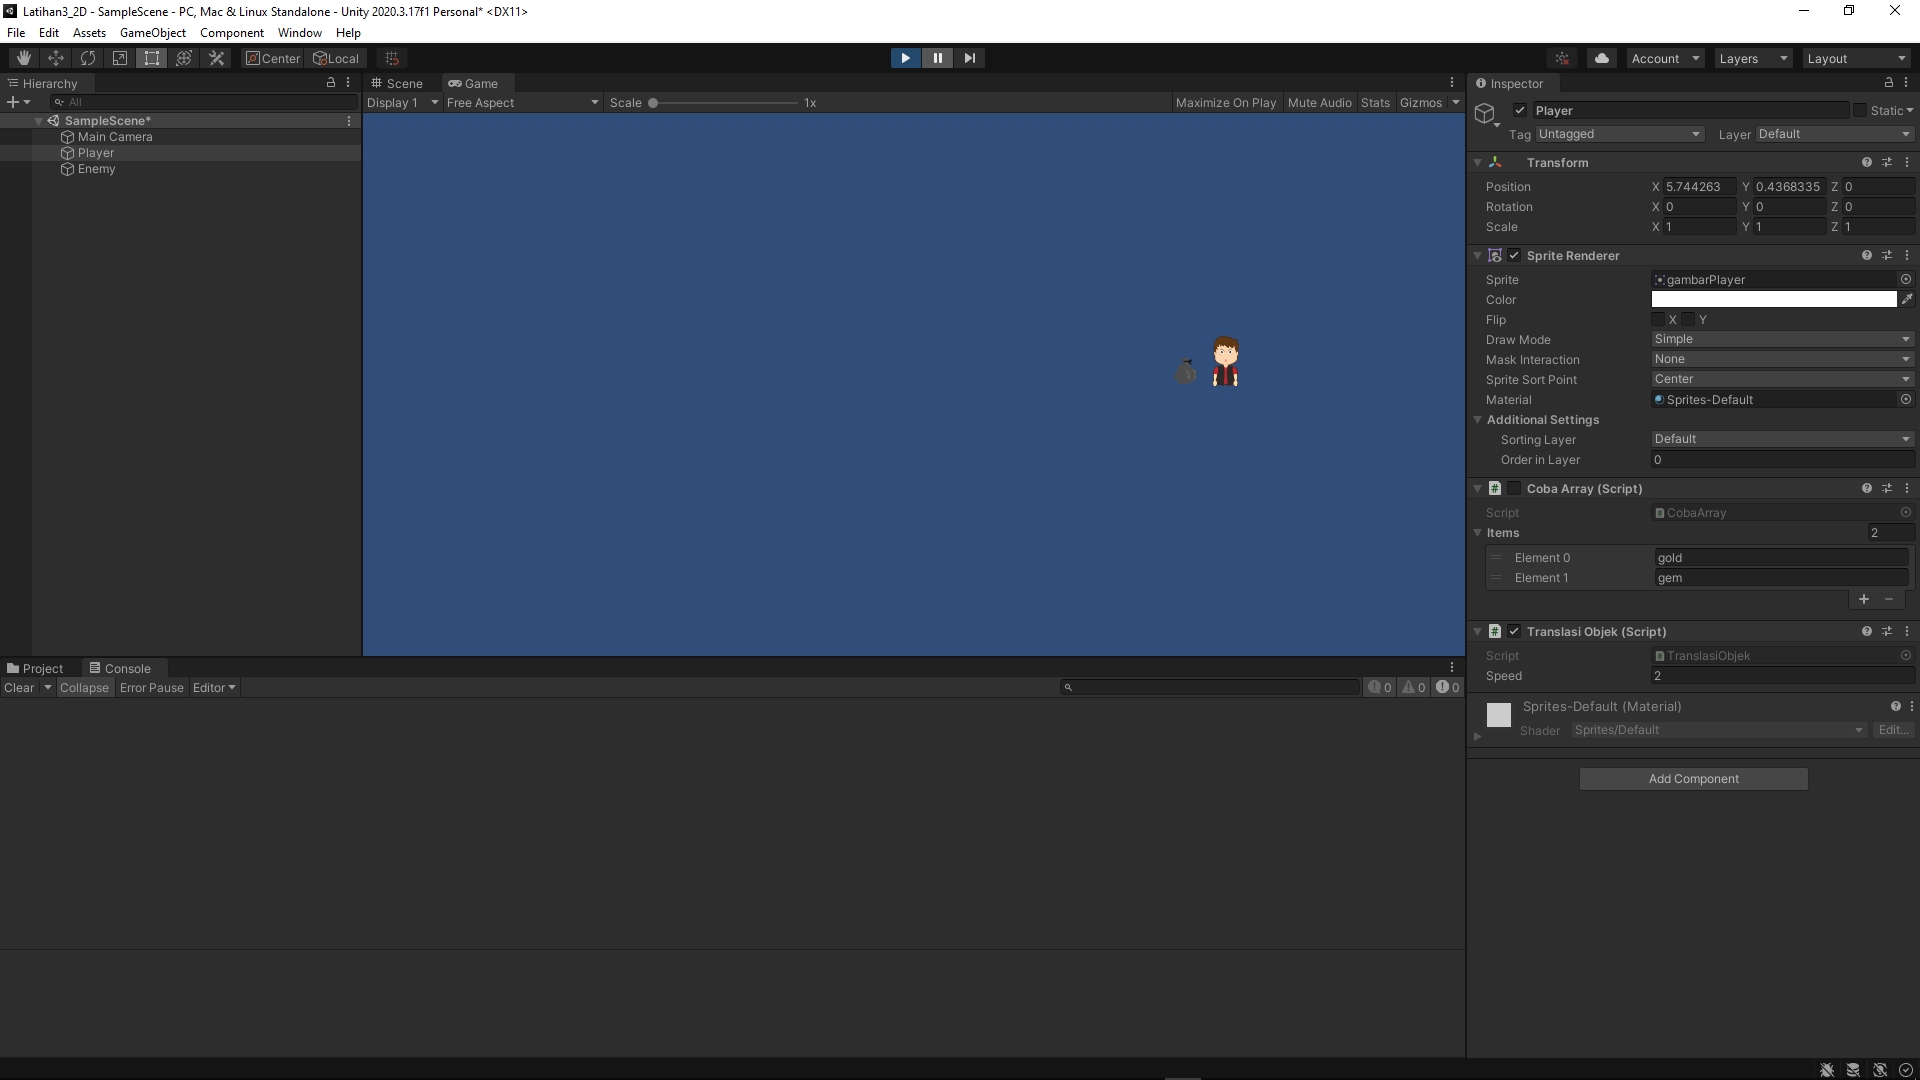 Latihan3_2D - SampleScene - PC, Mac & Linux Standalone - Unity 2020.3.17f1 Personal* <DX11>
File Edit Assets GameObject Component Window Help
Center Local
Account Layers Layout
Hierarchy
All
SampleScene*
Main Camera
Player
Enemy
Scene Game
Display 1 Free Aspect Scale 1x Maximize On Play Mute Audio Stats Gizmos
Project Console
Clear Collapse Error Pause Editor 0 0 0
Inspector
Player Static
Tag Untagged Layer Default
Transform
Position X 5.744263 Y 0.4368335 Z 0
Rotation X 0 Y 0 Z 0
Scale X 1 Y 1 Z 1
Sprite Renderer
Sprite gambarPlayer
Color
Flip X Y
Draw Mode Simple
Mask Interaction None
Sprite Sort Point Center
Material Sprites-Default
Additional Settings
Sorting Layer Default
Order in Layer 0
Coba Array (Script)
Script CobaArray
Items 2
Element 0 gold
Element 1 gem
+ −
Translasi Objek (Script)
Script TranslasiObjek
Speed 2
Sprites-Default (Material)
Shader Sprites/Default Edit...
Add Component